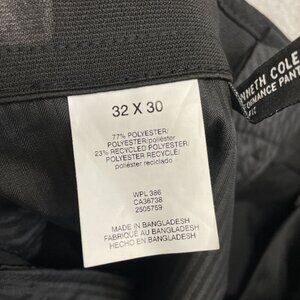 32 X 30
77% POLYESTER/
POLYESTER/poliéster
23% RECYCLED POLYESTER/
POLYESTER RECYCLÉ/
poliéster reciclado
WPL 386
CA36738
2505759
MADE IN BANGLADESH
FABRIQUÉ AU BANGLADESH
HECHO EN BANGLADESH
NNETH COLE
FORMANCE PANT